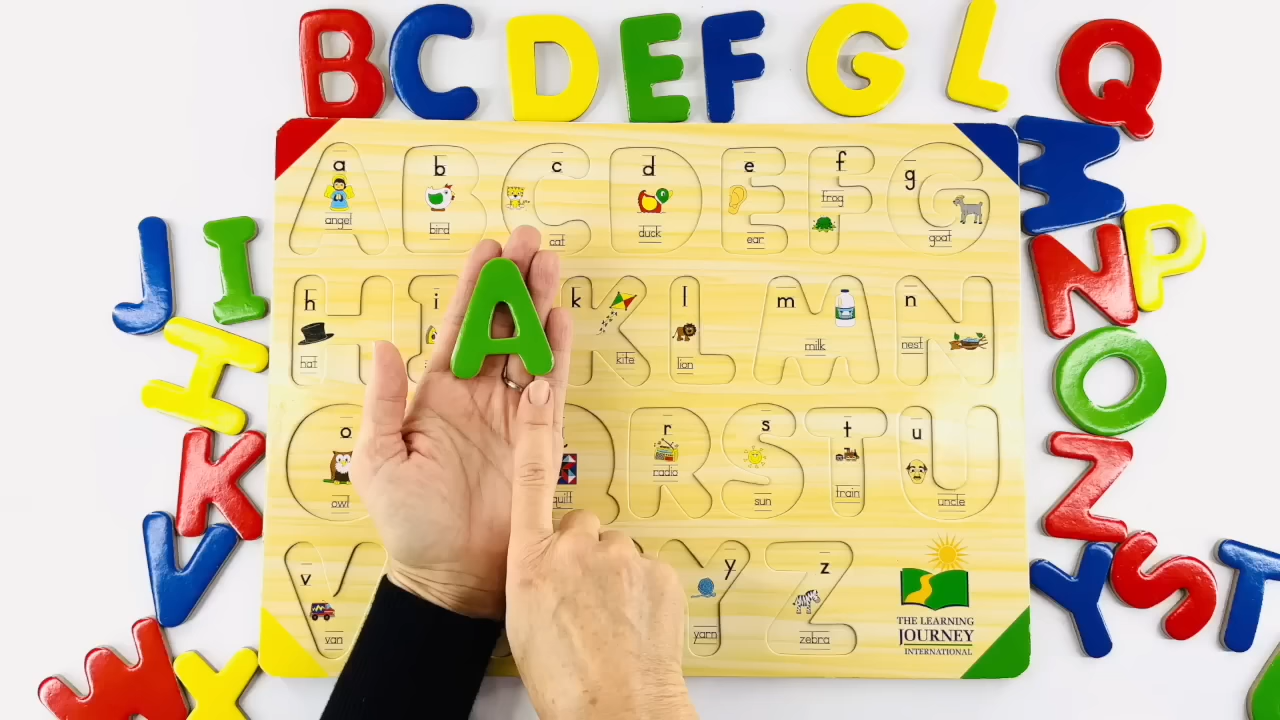 B C D E F G L Q
a b c d e f g
angel bird cat duck ear frog goat
M
J I N P
A
h i k l m n
hat kite lion milk nest
H O
o r s t u
owl quilt radio sun train uncle
K Z
V Y S T
v y z
van yarn zebra
THE LEARNING
JOURNEY
INTERNATIONAL
W X